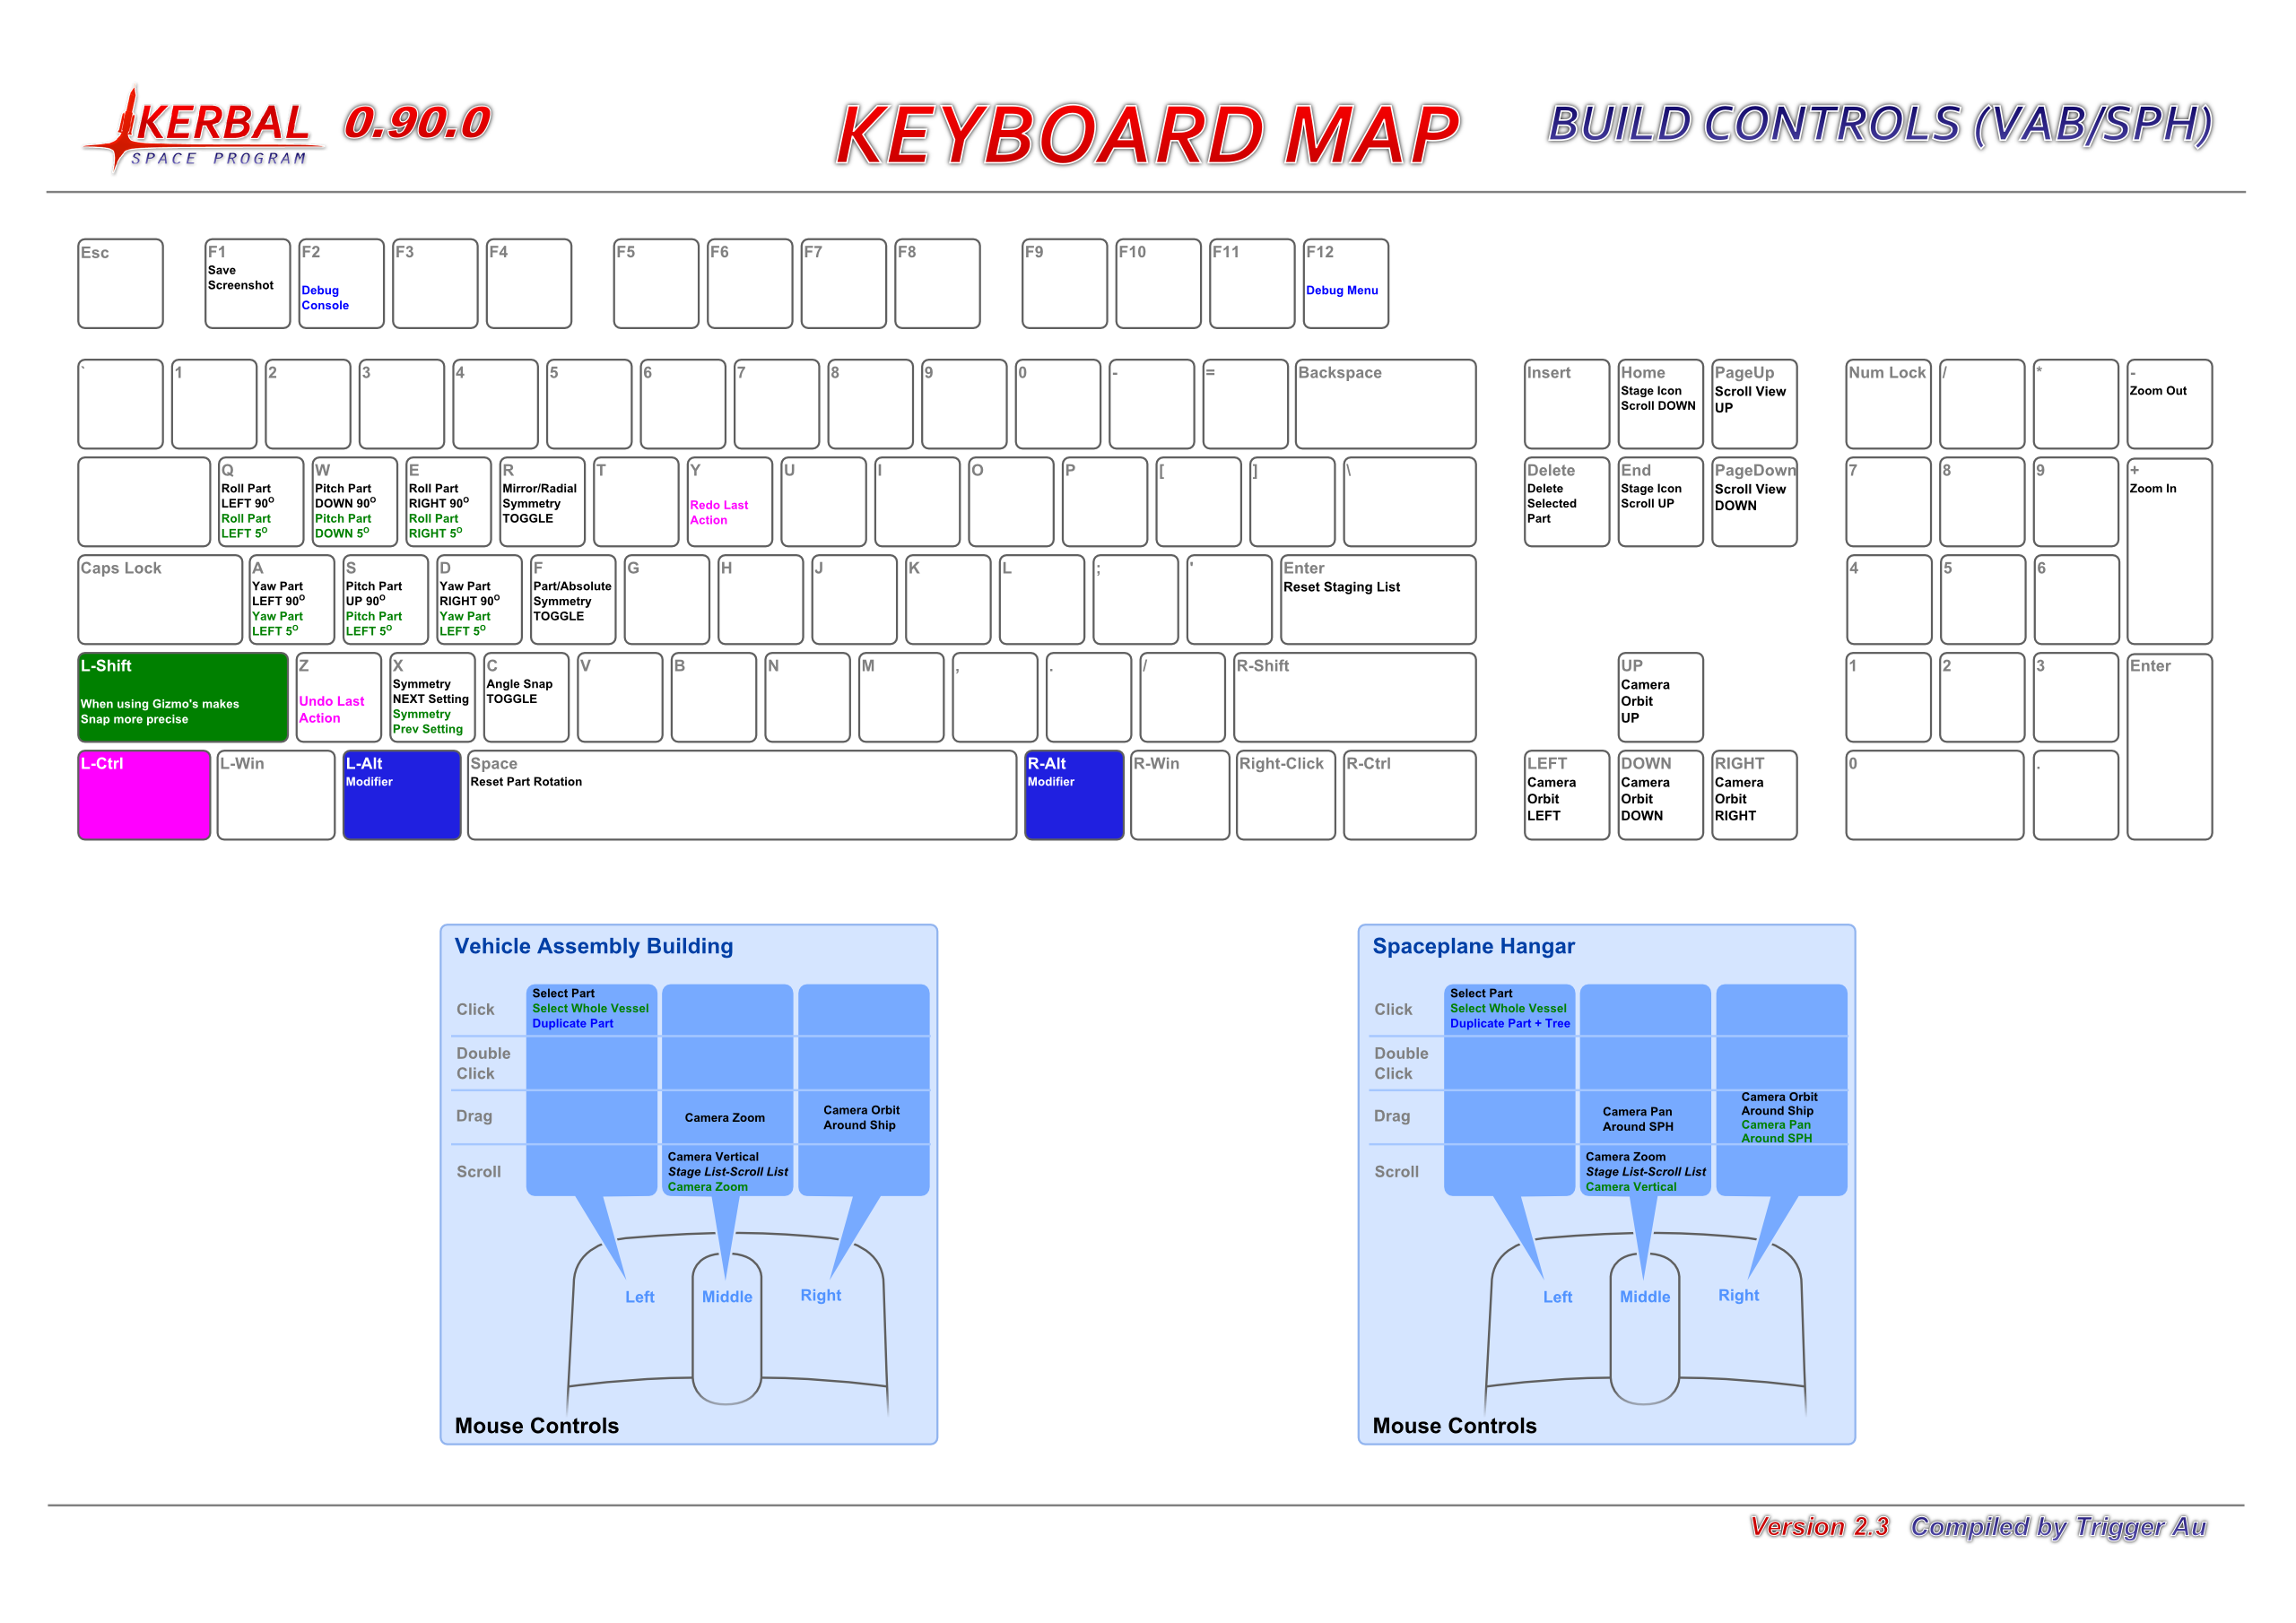 KERBAL
SPACE PROGRAM
0.90.0
KEYBOARD MAP
BUILD CONTROLS (VAB/SPH)
Esc
F1
Save
Screenshot
F2
Debug
Console
F3
F4
F5
F6
F7
F8
F9
F10
F11
F12
Debug Menu
`
1
2
3
4
5
6
7
8
9
0
-
=
Backspace
Insert
Home
Stage Icon
Scroll DOWN
PageUp
Scroll View
UP
Num Lock
/
*
-
Zoom Out
Q
Roll Part
LEFT 90O
Roll Part
LEFT 5O
W
Pitch Part
DOWN 90O
Pitch Part
DOWN 5O
E
Roll Part
RIGHT 90O
Roll Part
RIGHT 5O
R
Mirror/Radial
Symmetry
TOGGLE
T
Y
Redo Last
Action
U
I
O
P
[
]
\
Delete
Delete
Selected
Part
End
Stage Icon
Scroll UP
PageDown
Scroll View
DOWN
7
8
9
+
Zoom In
Caps Lock
A
Yaw Part
LEFT 90O
Yaw Part
LEFT 5O
S
Pitch Part
UP 90O
Pitch Part
LEFT 5O
D
Yaw Part
RIGHT 90O
Yaw Part
LEFT 5O
F
Part/Absolute
Symmetry
TOGGLE
G
H
J
K
L
;
'
Enter
Reset Staging List
4
5
6
L-Shift
When using Gizmo's makes
Snap more precise
Z
Undo Last
Action
X
Symmetry
NEXT Setting
Symmetry
Prev Setting
C
Angle Snap
TOGGLE
V
B
N
M
,
.
/
R-Shift
UP
Camera
Orbit
UP
1
2
3
Enter
L-Ctrl
L-Win
L-Alt
Modifier
Space
Reset Part Rotation
R-Alt
Modifier
R-Win
Right-Click
R-Ctrl
LEFT
Camera
Orbit
LEFT
DOWN
Camera
Orbit
DOWN
RIGHT
Camera
Orbit
RIGHT
0
.
Vehicle Assembly Building
Click
Select Part
Select Whole Vessel
Duplicate Part
Double
Click
Drag
Camera Zoom
Camera Orbit
Around Ship
Scroll
Camera Vertical
Stage List-Scroll List
Camera Zoom
Left
Middle
Right
Mouse Controls
Spaceplane Hangar
Click
Select Part
Select Whole Vessel
Duplicate Part + Tree
Double
Click
Drag
Camera Pan
Around SPH
Camera Orbit
Around Ship
Camera Pan
Around SPH
Scroll
Camera Zoom
Stage List-Scroll List
Camera Vertical
Left
Middle
Right
Mouse Controls
Version 2.3 Compiled by Trigger Au